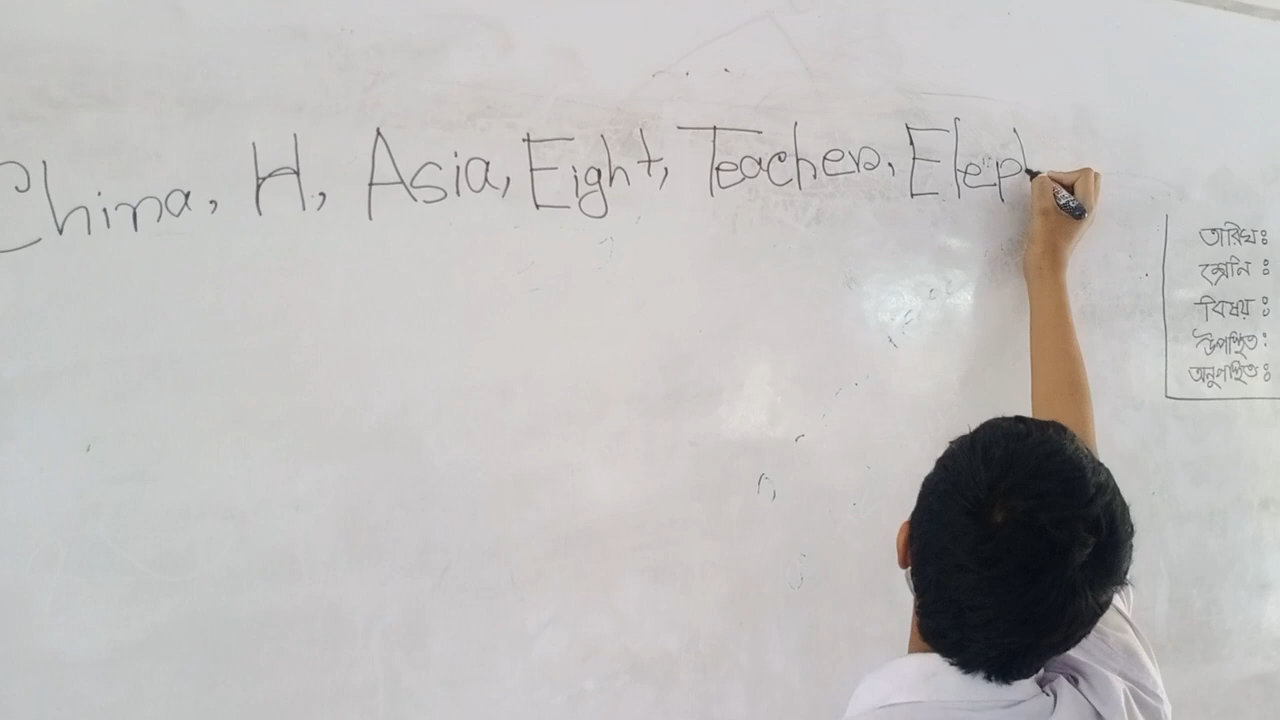 China, H, Asia, Eight, Teacher, Eleph
তারিখঃ
শ্রেনি :
বিষয় :
উপস্থিত:
অনুপস্থিতঃ